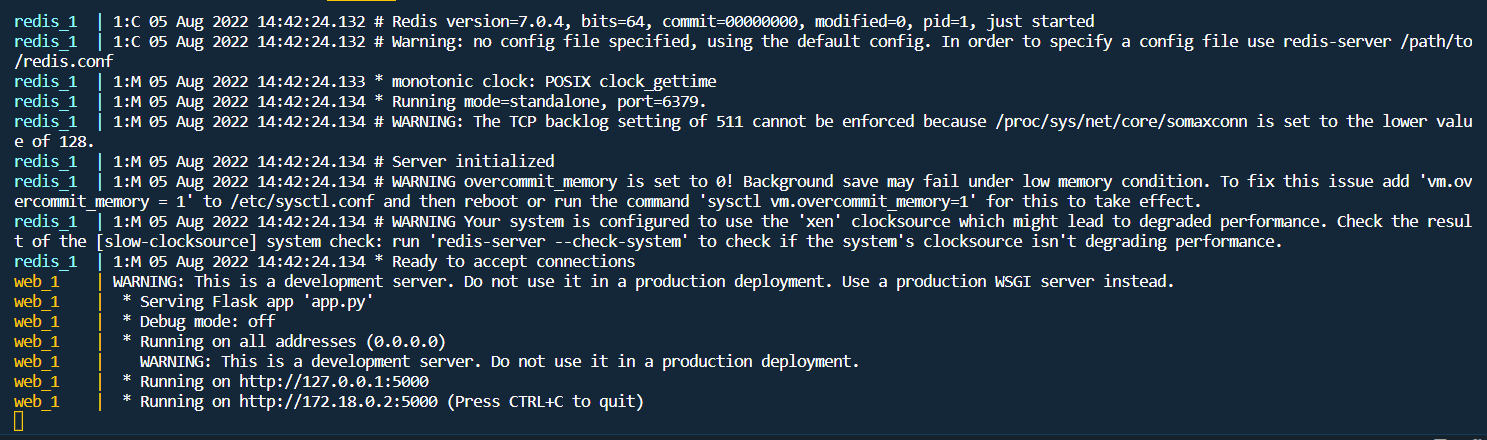 redis_1  | 1:C 05 Aug 2022 14:42:24.132 # Redis version=7.0.4, bits=64, commit=00000000, modified=0, pid=1, just started
redis_1  | 1:C 05 Aug 2022 14:42:24.132 # Warning: no config file specified, using the default config. In order to specify a config file use redis-server /path/to
/redis.conf
redis_1  | 1:M 05 Aug 2022 14:42:24.133 * monotonic clock: POSIX clock_gettime
redis_1  | 1:M 05 Aug 2022 14:42:24.134 * Running mode=standalone, port=6379.
redis_1  | 1:M 05 Aug 2022 14:42:24.134 # WARNING: The TCP backlog setting of 511 cannot be enforced because /proc/sys/net/core/somaxconn is set to the lower valu
e of 128.
redis_1  | 1:M 05 Aug 2022 14:42:24.134 # Server initialized
redis_1  | 1:M 05 Aug 2022 14:42:24.134 # WARNING overcommit_memory is set to 0! Background save may fail under low memory condition. To fix this issue add 'vm.ov
ercommit_memory = 1' to /etc/sysctl.conf and then reboot or run the command 'sysctl vm.overcommit_memory=1' for this to take effect.
redis_1  | 1:M 05 Aug 2022 14:42:24.134 # WARNING Your system is configured to use the 'xen' clocksource which might lead to degraded performance. Check the resul
t of the [slow-clocksource] system check: run 'redis-server --check-system' to check if the system's clocksource isn't degrading performance.
redis_1  | 1:M 05 Aug 2022 14:42:24.134 * Ready to accept connections
web_1    | WARNING: This is a development server. Do not use it in a production deployment. Use a production WSGI server instead.
web_1    |  * Serving Flask app 'app.py'
web_1    |  * Debug mode: off
web_1    |  * Running on all addresses (0.0.0.0)
web_1    |    WARNING: This is a development server. Do not use it in a production deployment.
web_1    |  * Running on http://127.0.0.1:5000
web_1    |  * Running on http://172.18.0.2:5000 (Press CTRL+C to quit)